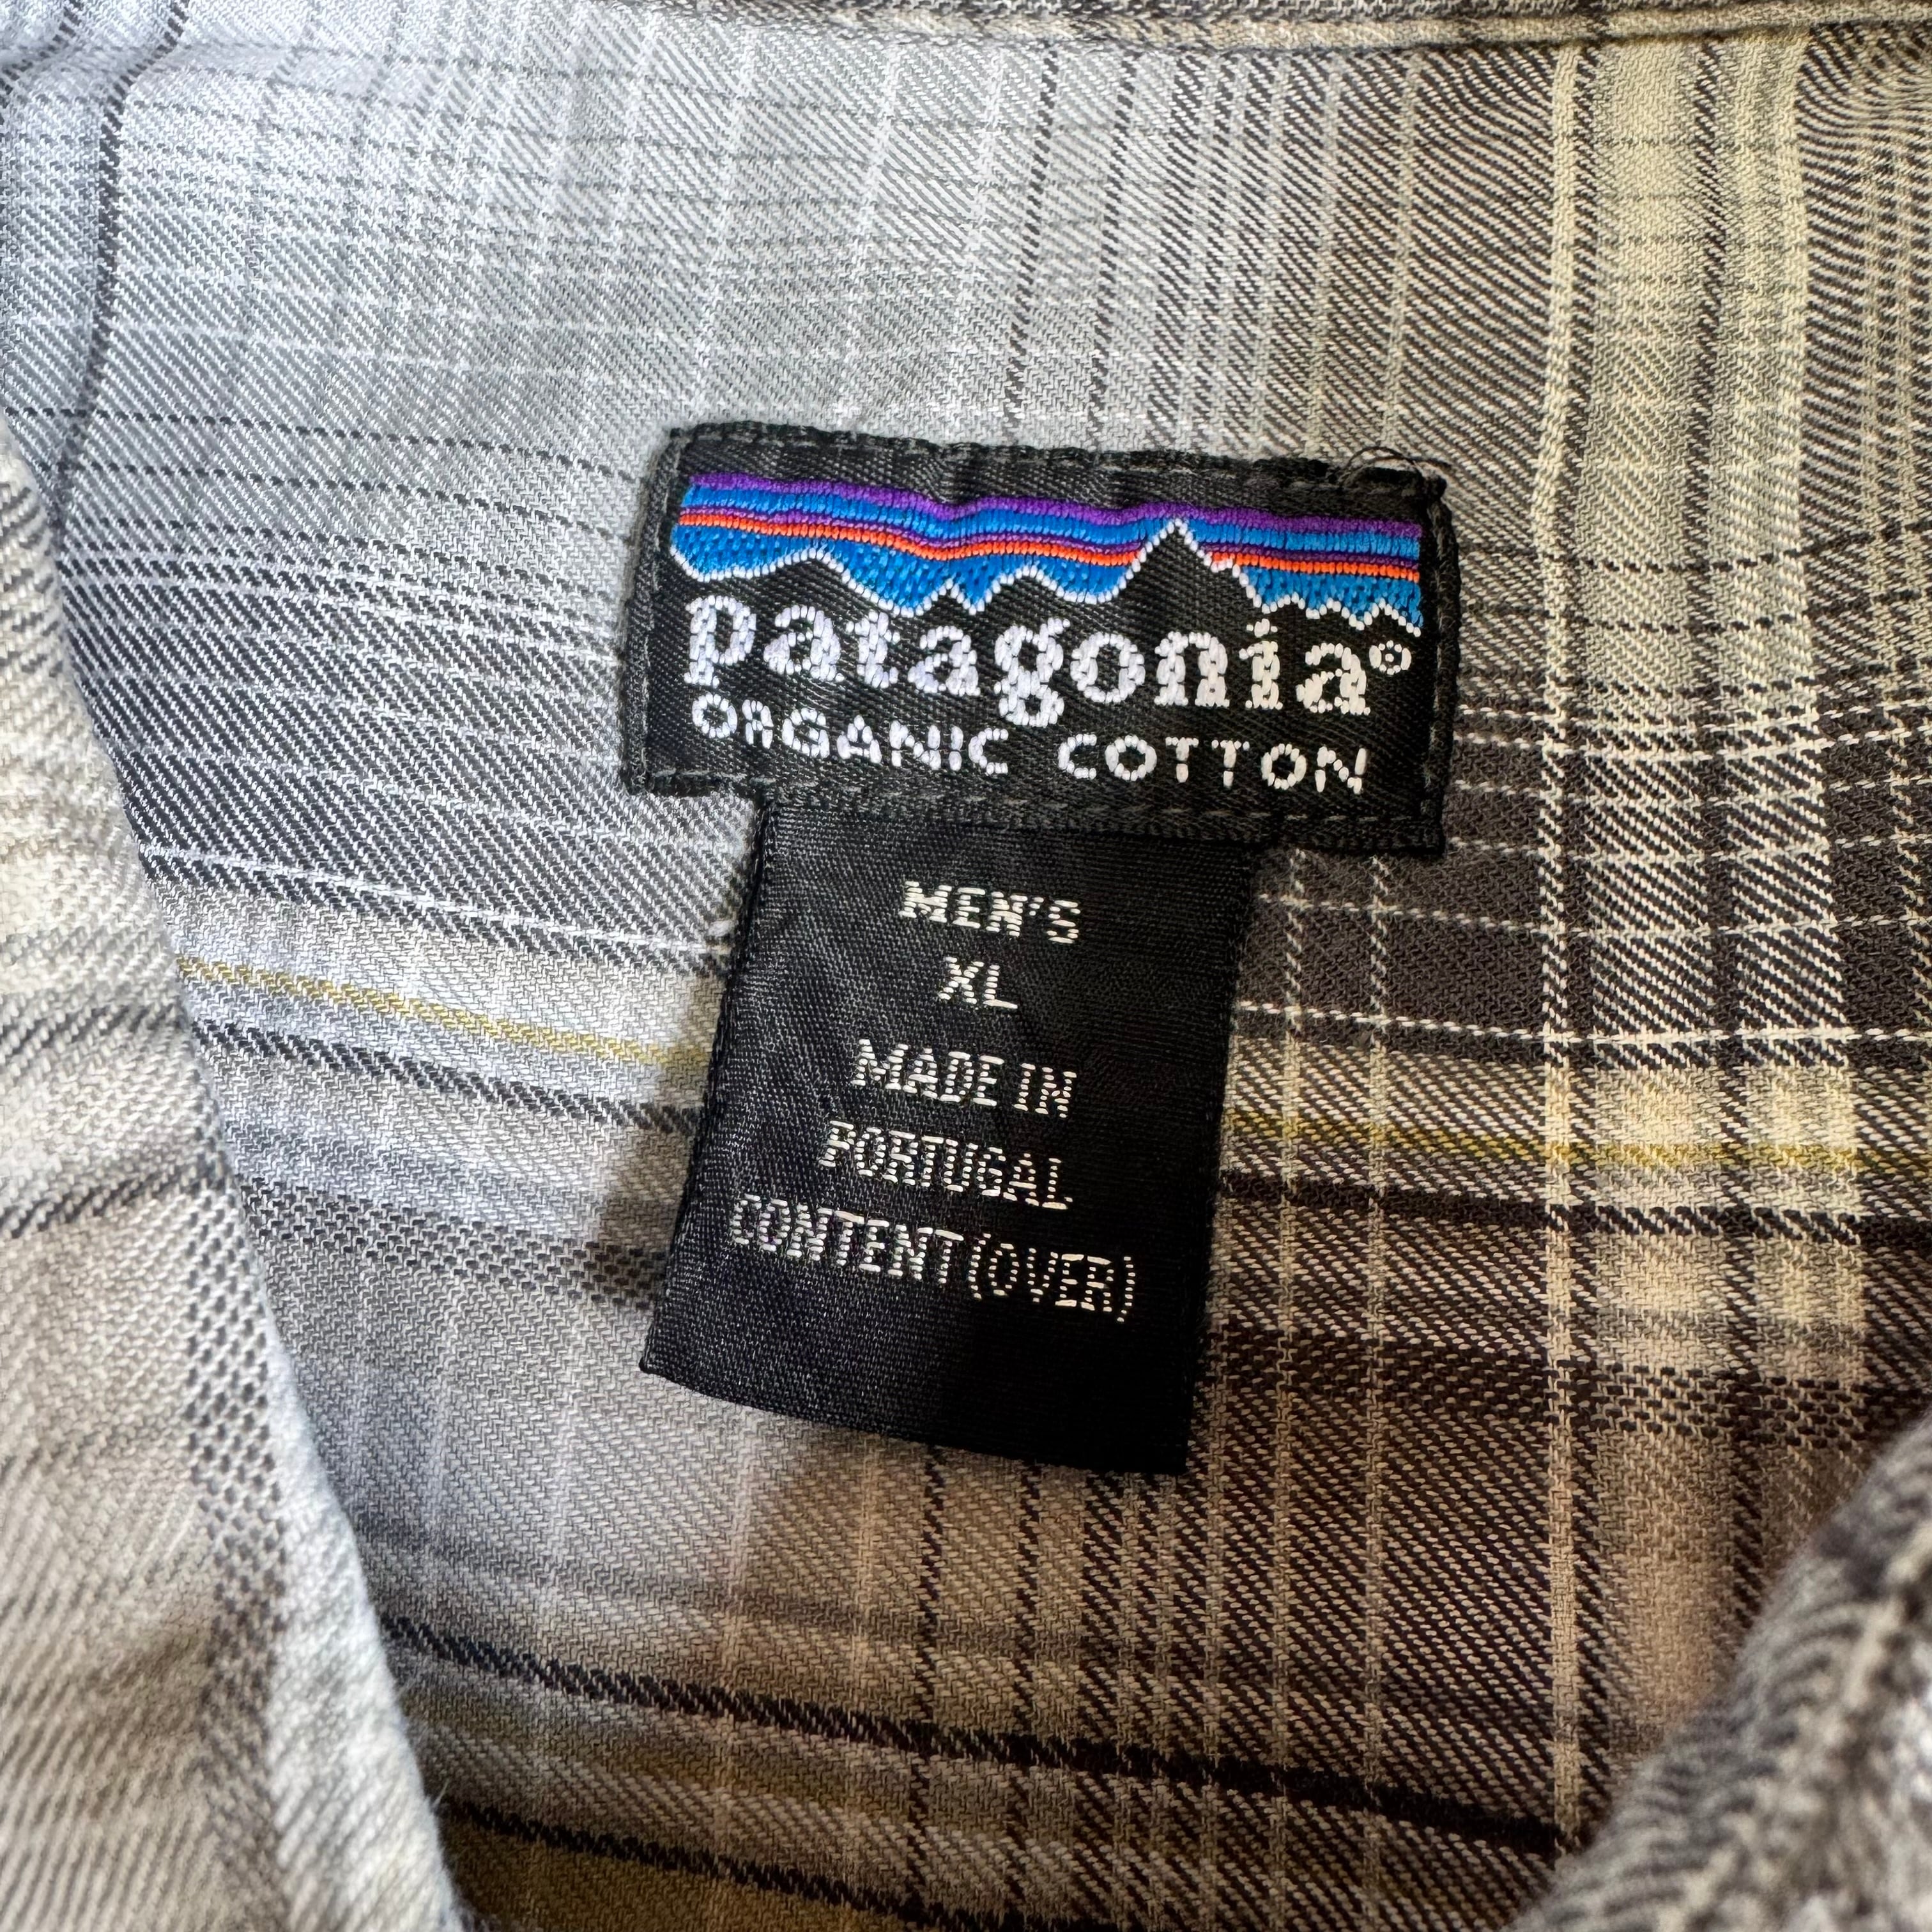 patagonia®
ORGANIC COTTON
MEN'S
XL
MADE IN
PORTUGAL
CONTENT (OVER)